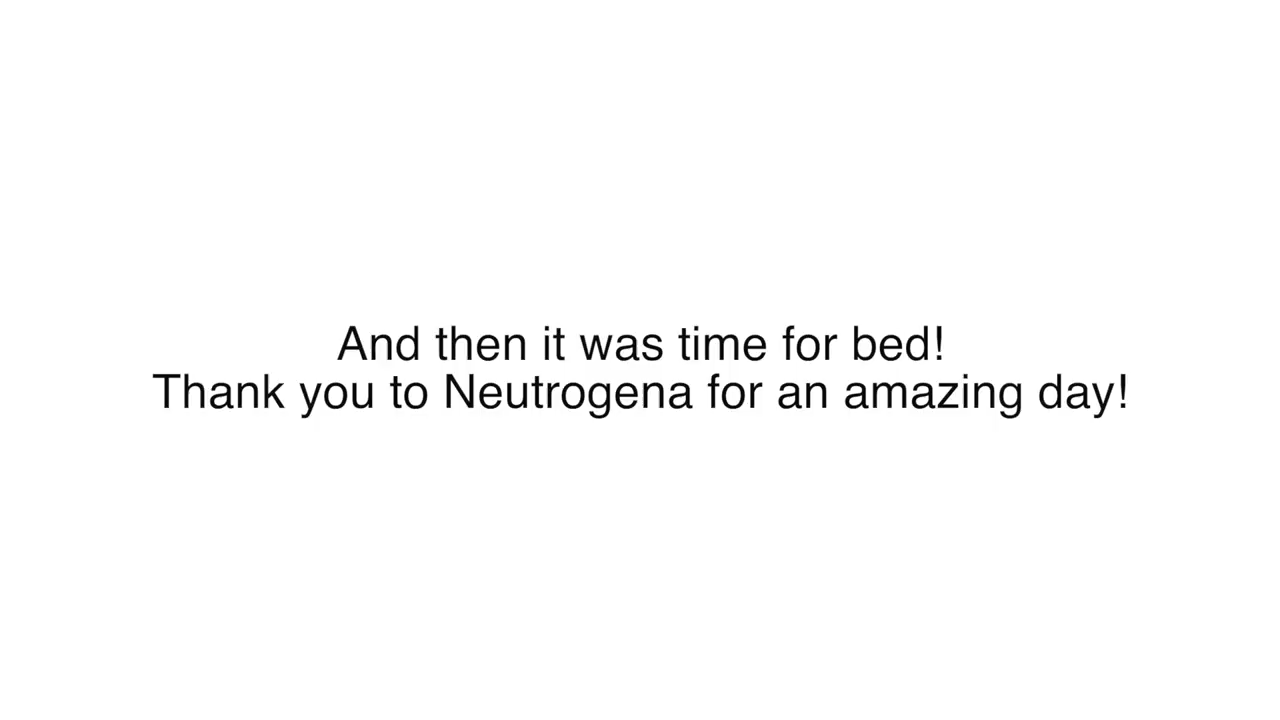 And then it was time for bed!
Thank you to Neutrogena for an amazing day!